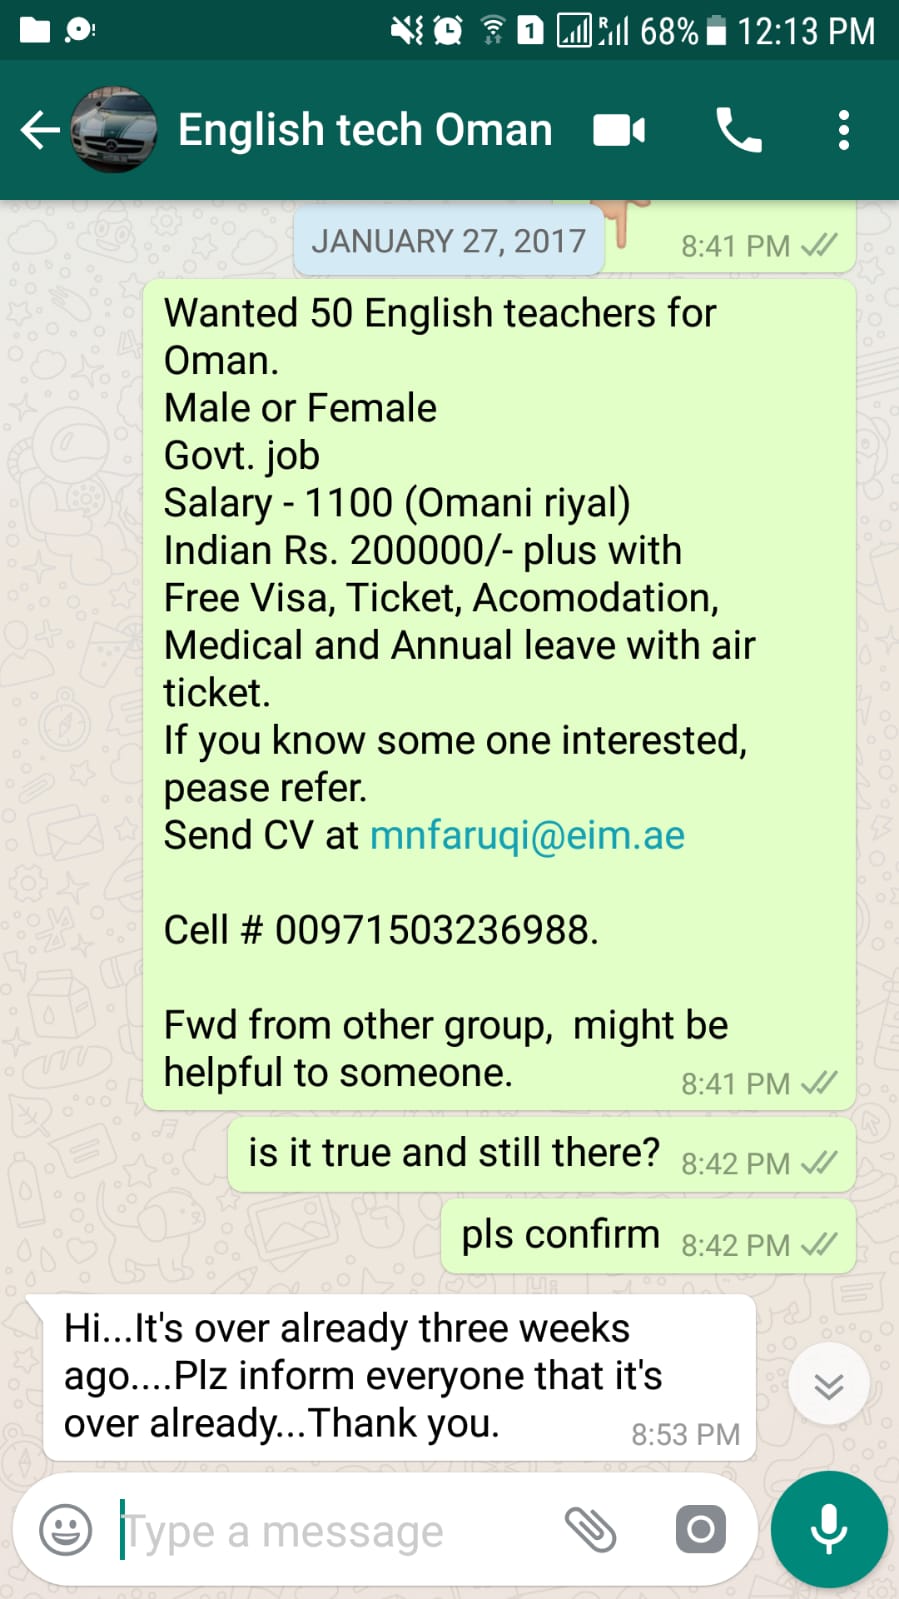 68% 12:13 PM
English tech Oman
JANUARY 27, 2017
8:41 PM
Wanted 50 English teachers for
Oman.
Male or Female
Govt. job
Salary - 1100 (Omani riyal)
Indian Rs. 200000/- plus with
Free Visa, Ticket, Acomodation,
Medical and Annual leave with air
ticket.
If you know some one interested,
pease refer.
Send CV at mnfaruqi@eim.ae
Cell # 00971503236988.
Fwd from other group, might be
helpful to someone.
8:41 PM
is it true and still there? 8:42 PM
pls confirm 8:42 PM
Hi...It's over already three weeks
ago....Plz inform everyone that it's
over already...Thank you.
8:53 PM
Type a message